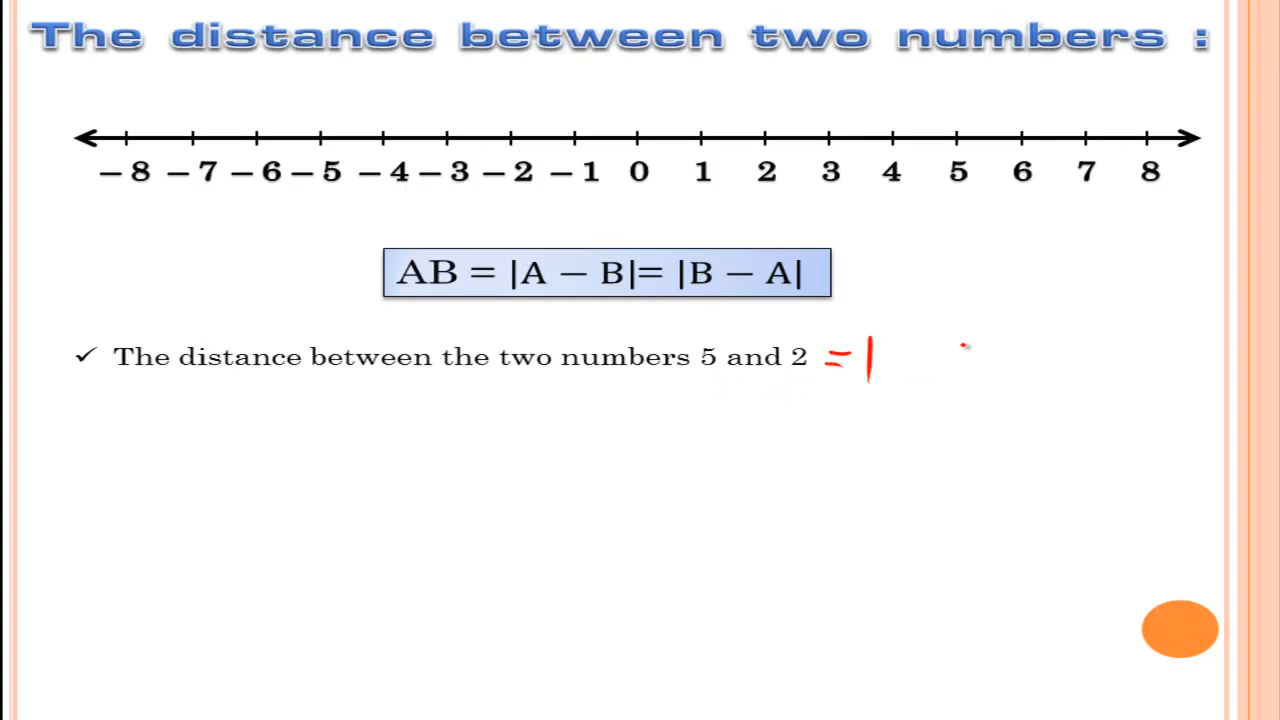 The distance between two numbers :
– 8 – 7 – 6 – 5 – 4 – 3 – 2 – 1 0 1 2 3 4 5 6 7 8
AB = |A – B|= |B – A|
✓ The distance between the two numbers 5 and 2 = |